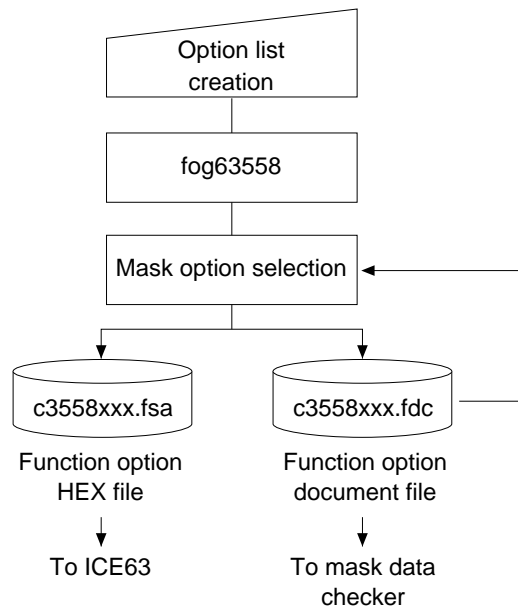 Option list
creation
fog63558
Mask option selection
c3558xxx.fsa
c3558xxx.fdc
Function option
HEX file
Function option
document file
To ICE63
To mask data
checker